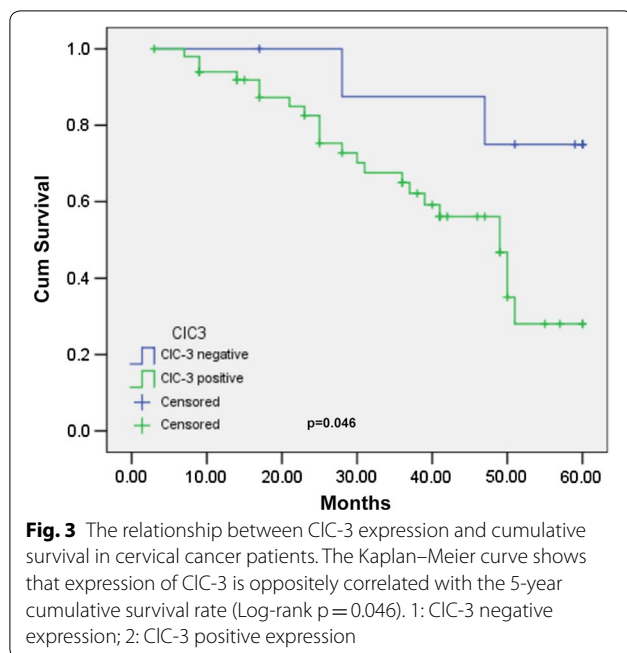 1.0
0.8
0.6
0.4
0.2
0.0
Cum Survival
ClC3
ClC-3 negative
ClC-3 positive
Censored
Censored
p=0.046
0.00 10.00 20.00 30.00 40.00 50.00 60.00
Months
Fig. 3 The relationship between ClC-3 expression and cumulative
survival in cervical cancer patients. The Kaplan–Meier curve shows
that expression of ClC-3 is oppositely correlated with the 5-year
cumulative survival rate (Log-rank p = 0.046). 1: ClC-3 negative
expression; 2: ClC-3 positive expression